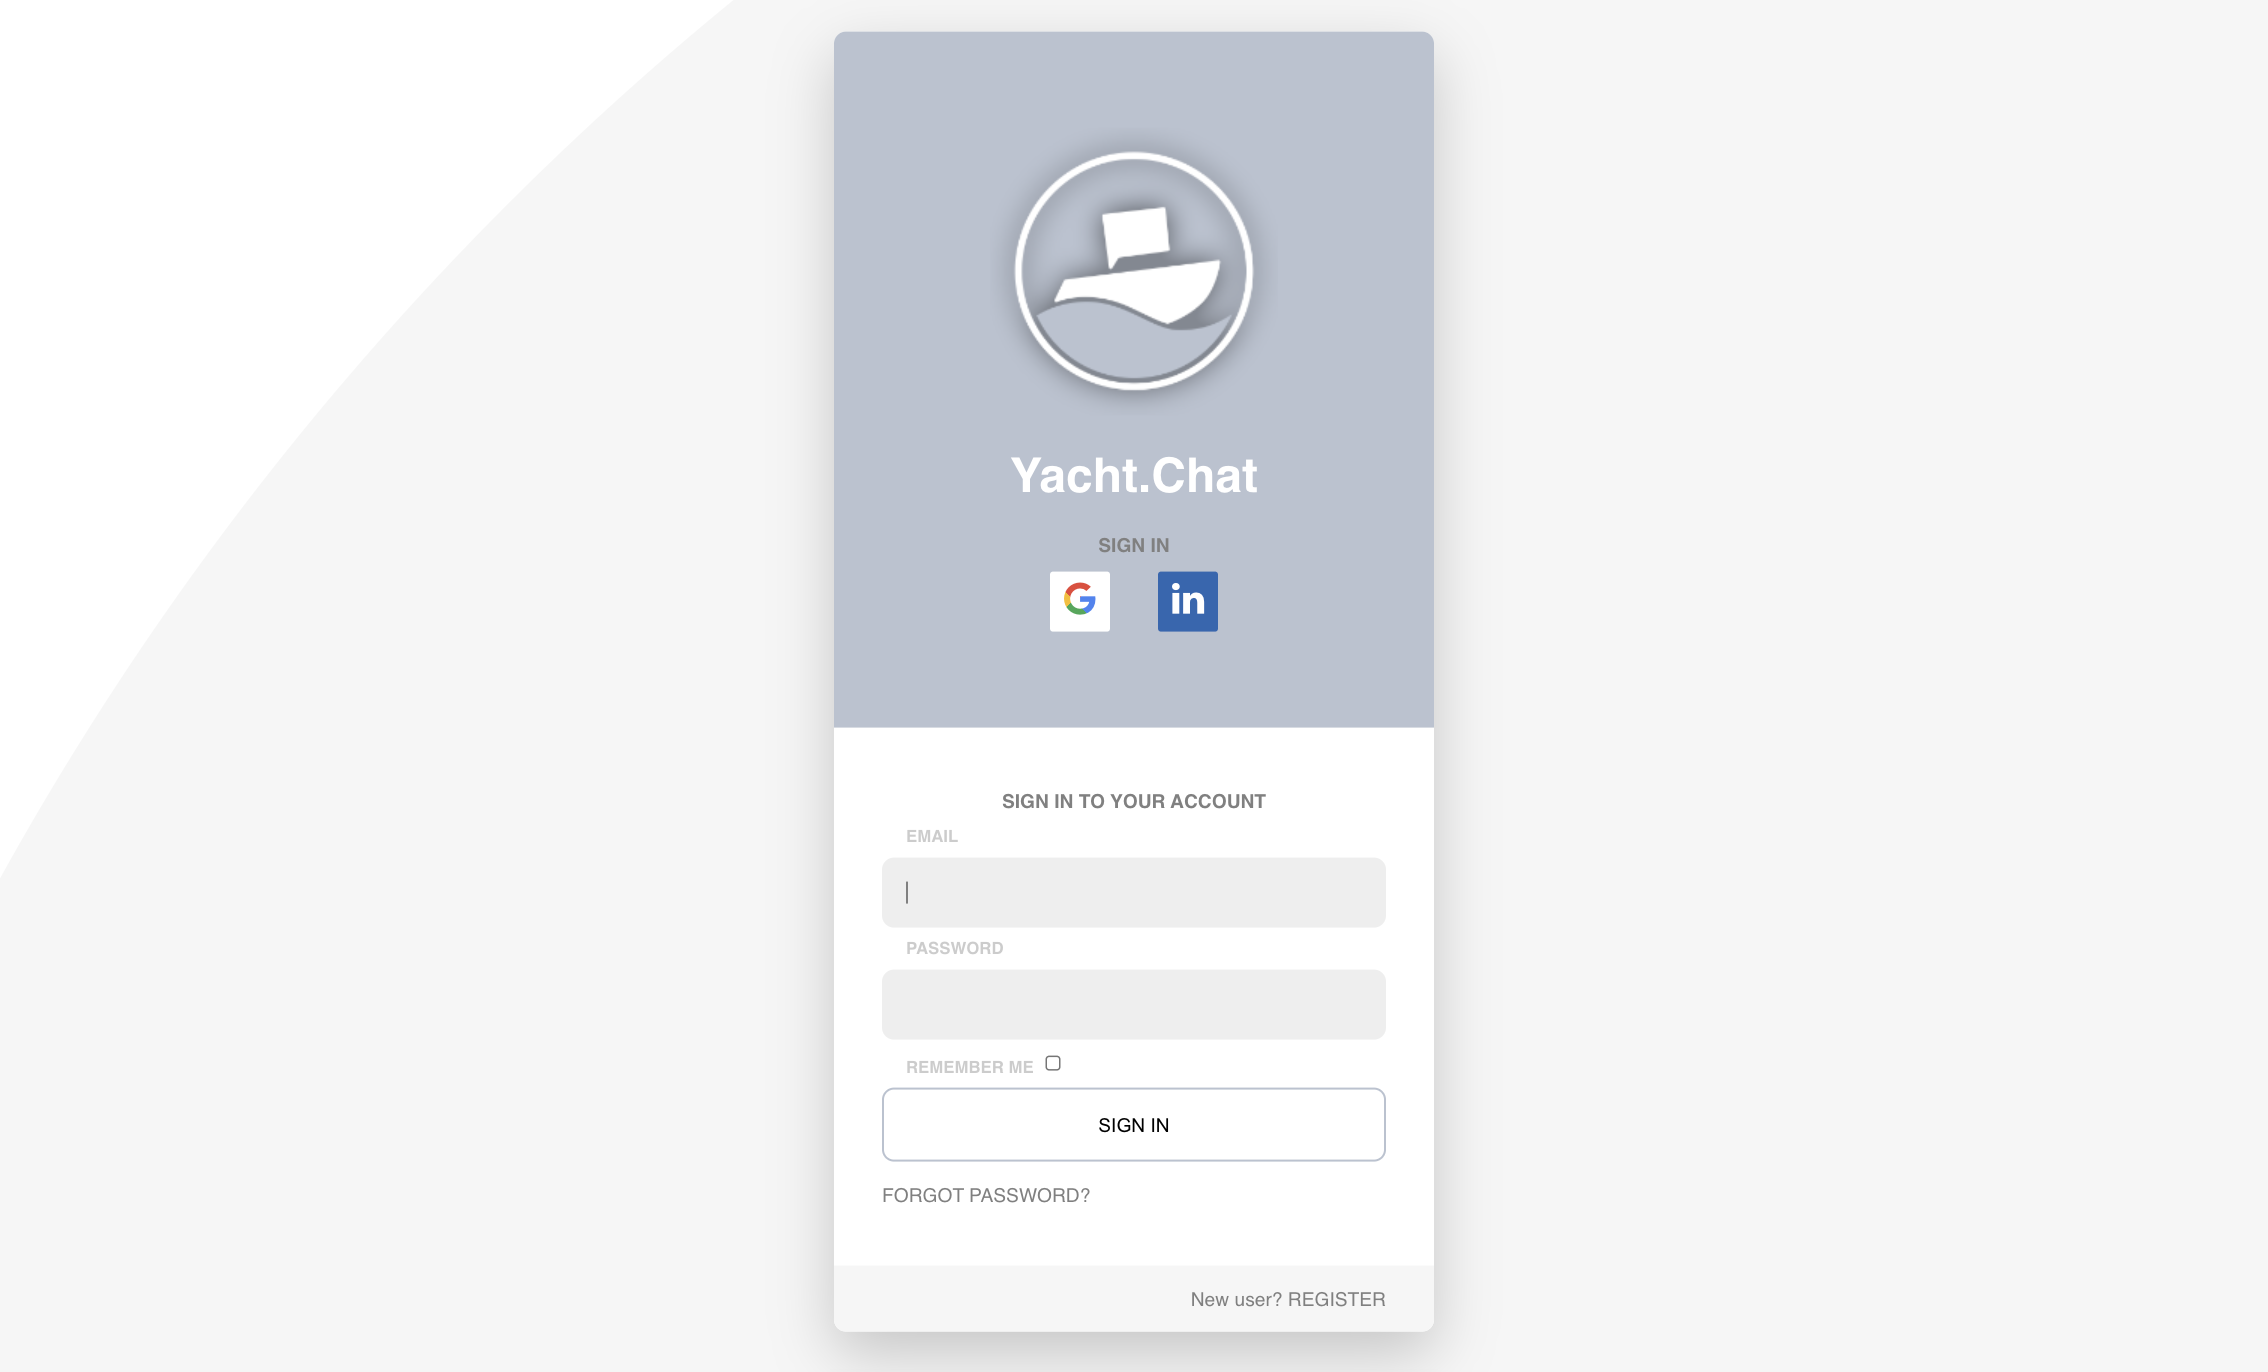 Yacht.Chat
SIGN IN
G
in
SIGN IN TO YOUR ACCOUNT
EMAIL
PASSWORD
REMEMBER ME
SIGN IN
FORGOT PASSWORD?
New user? REGISTER